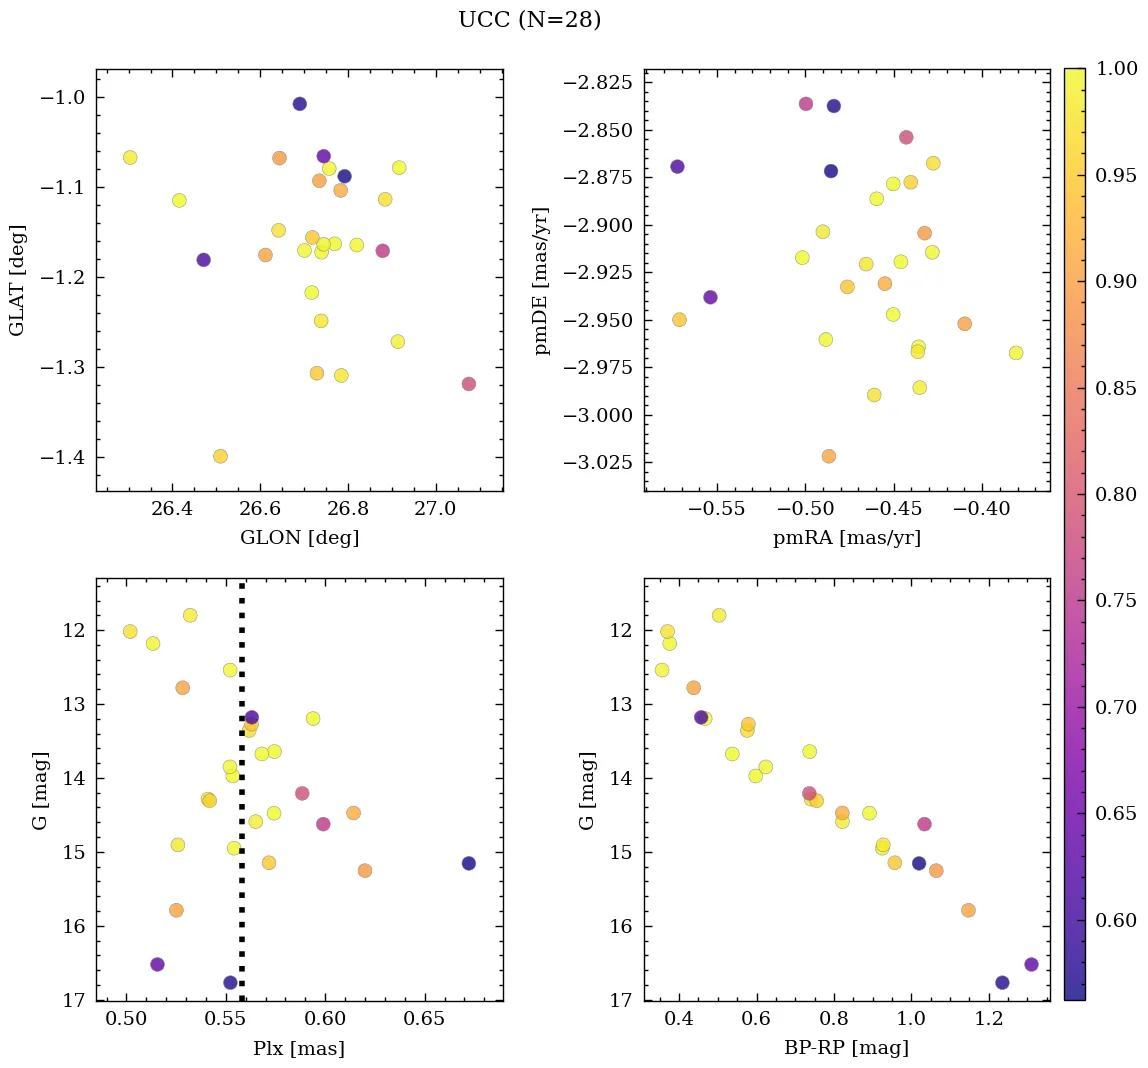 UCC (N=28)
−1.0
−1.1
−1.2
−1.3
−1.4
GLAT [deg]
26.4 26.6 26.8 27.0
GLON [deg]
−2.825
−2.850
−2.875
−2.900
−2.925
−2.950
−2.975
−3.000
−3.025
pmDE [mas/yr]
−0.55 −0.50 −0.45 −0.40
pmRA [mas/yr]
12
13
14
15
16
17
G [mag]
0.50 0.55 0.60 0.65
Plx [mas]
12
13
14
15
16
17
G [mag]
0.4 0.6 0.8 1.0 1.2
BP-RP [mag]
1.00
0.95
0.90
0.85
0.80
0.75
0.70
0.65
0.60